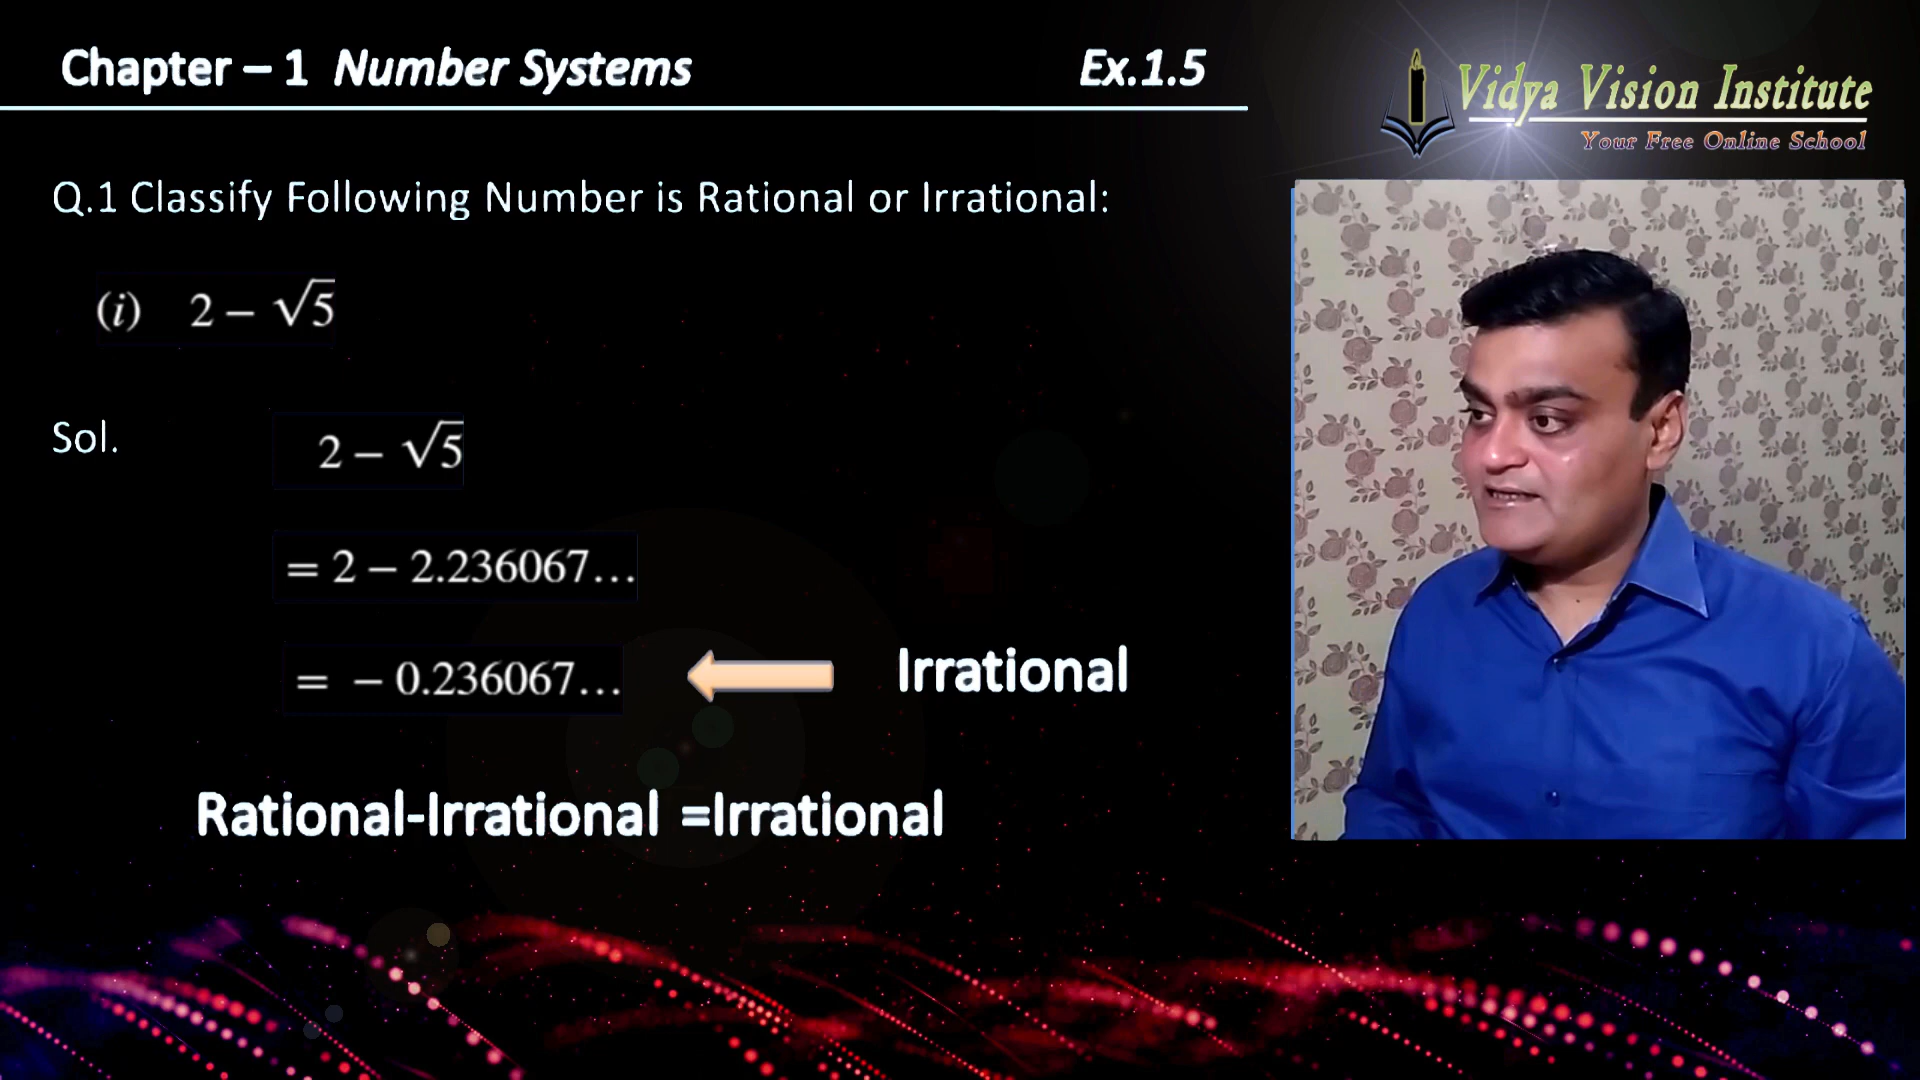 Chapter – 1 Number Systems Ex.1.5
Vidya Vision Institute
Your Free Online School
Q.1 Classify Following Number is Rational or Irrational:
(i) 2 – √5
Sol. 2 – √5
= 2 – 2.236067…
= – 0.236067… Irrational
Rational-Irrational =Irrational